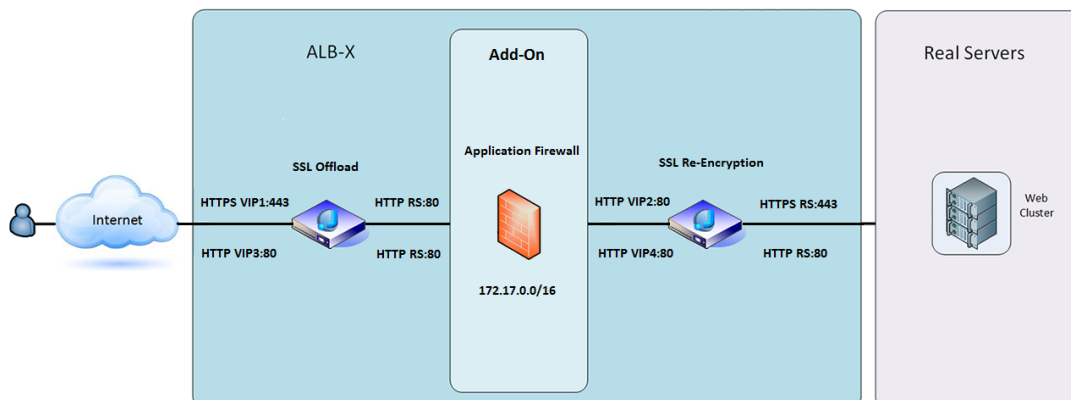 ALB-X
Add-On
Real Servers
Application Firewall
SSL Offload
SSL Re-Encryption
HTTPS VIP1:443
HTTP RS:80
HTTP VIP2:80
HTTPS RS:443
Web
Cluster
Internet
HTTP VIP3:80
HTTP RS:80
HTTP VIP4:80
HTTP RS:80
172.17.0.0/16